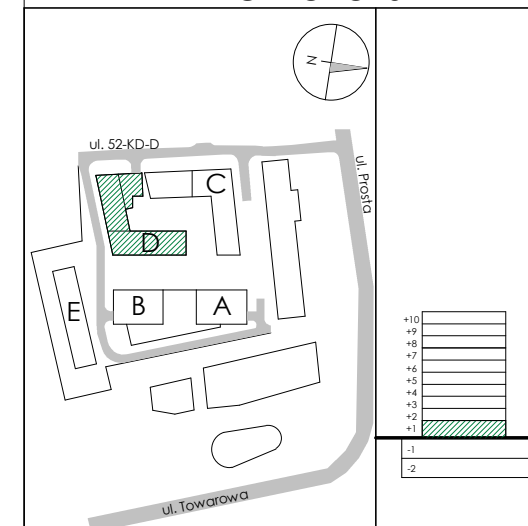 N
ul. 52-KD-D
ul. Prosta
C
D
E
B
A
+10
+9
+8
+7
+6
+5
+4
+3
+2
+1
-1
-2
ul. Towarowa